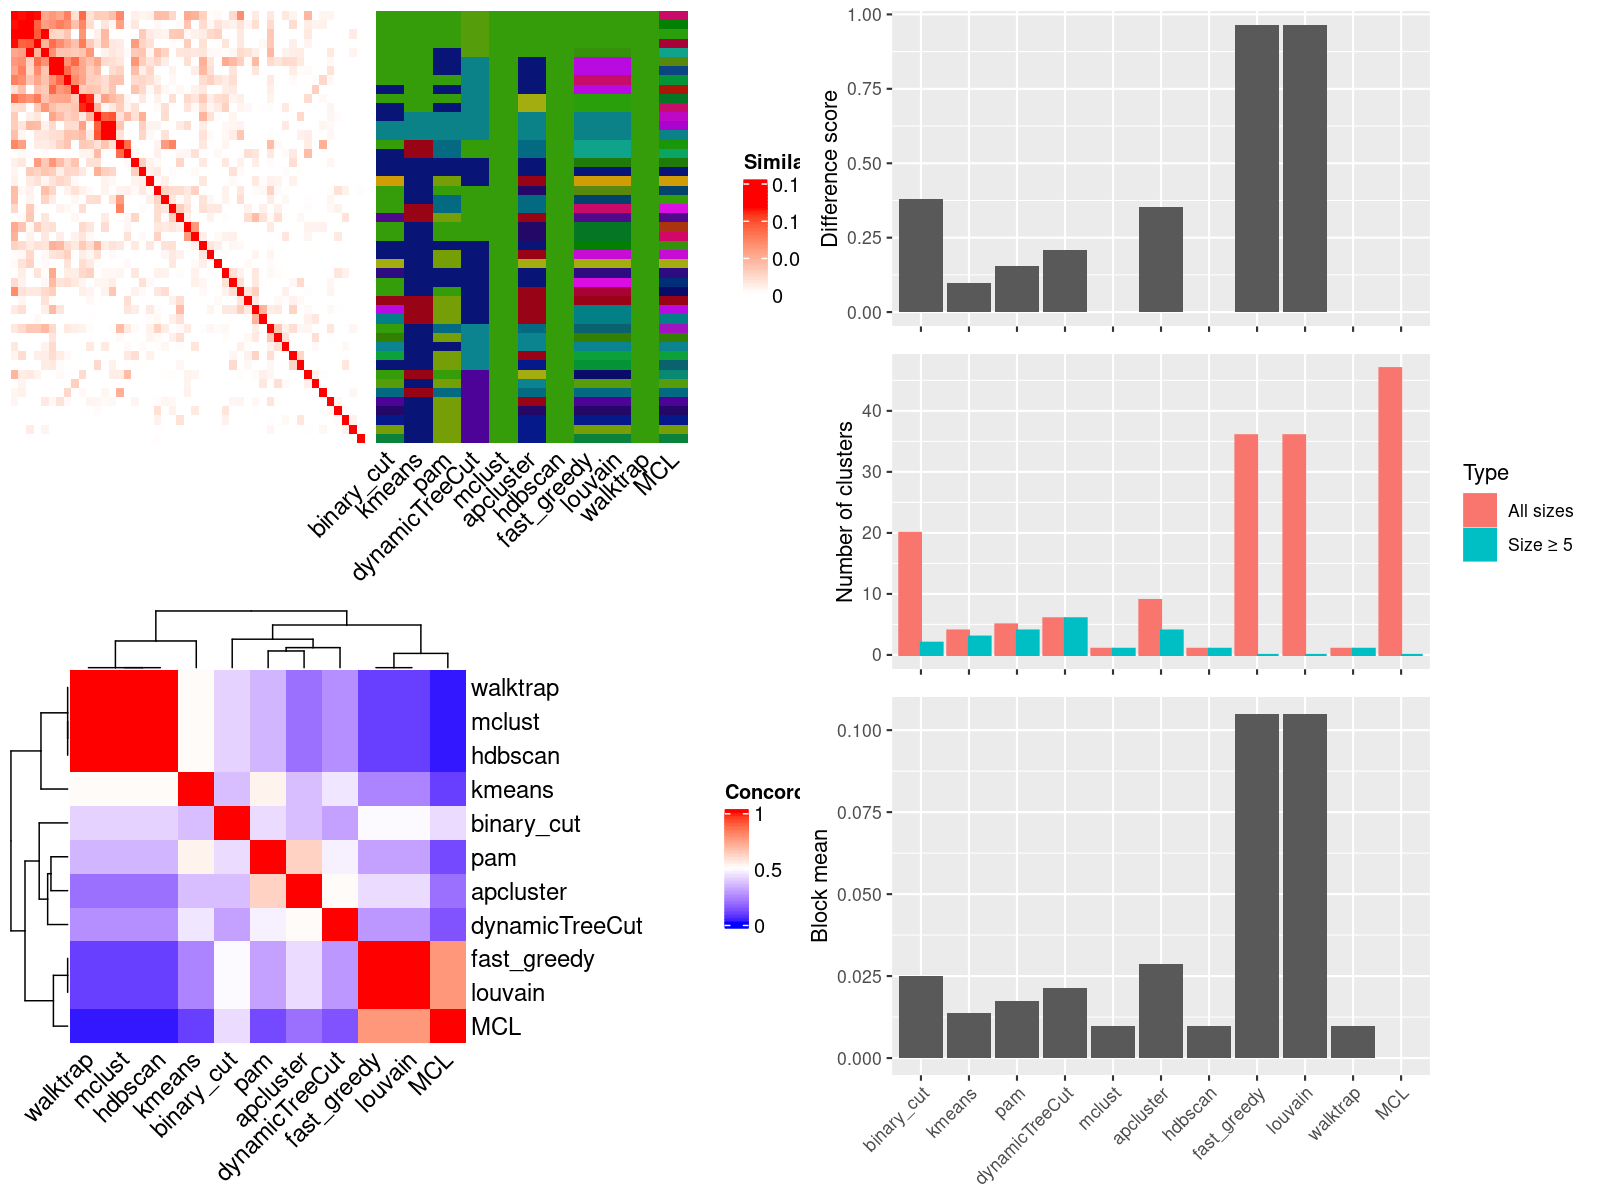 Simila
0.1
0.1
0.0
0
binary_cut
kmeans
pam
dynamicTreeCut
mclust
apcluster
hdbscan
fast_greedy
louvain
walktrap
MCL
walktrap
mclust
hdbscan
kmeans
binary_cut
pam
apcluster
dynamicTreeCut
fast_greedy
louvain
MCL
walktrap
mclust
hdbscan
kmeans
binary_cut
pam
apcluster
dynamicTreeCut
fast_greedy
louvain
MCL
Concord
1
0.5
0
Difference score
1.00
0.75
0.50
0.25
0.00
Number of clusters
40
30
20
10
0
Type
All sizes
Size ≥ 5
Block mean
0.100
0.075
0.050
0.025
0.000
binary_cut
kmeans
pam
dynamicTreeCut
mclust
apcluster
hdbscan
fast_greedy
louvain
walktrap
MCL